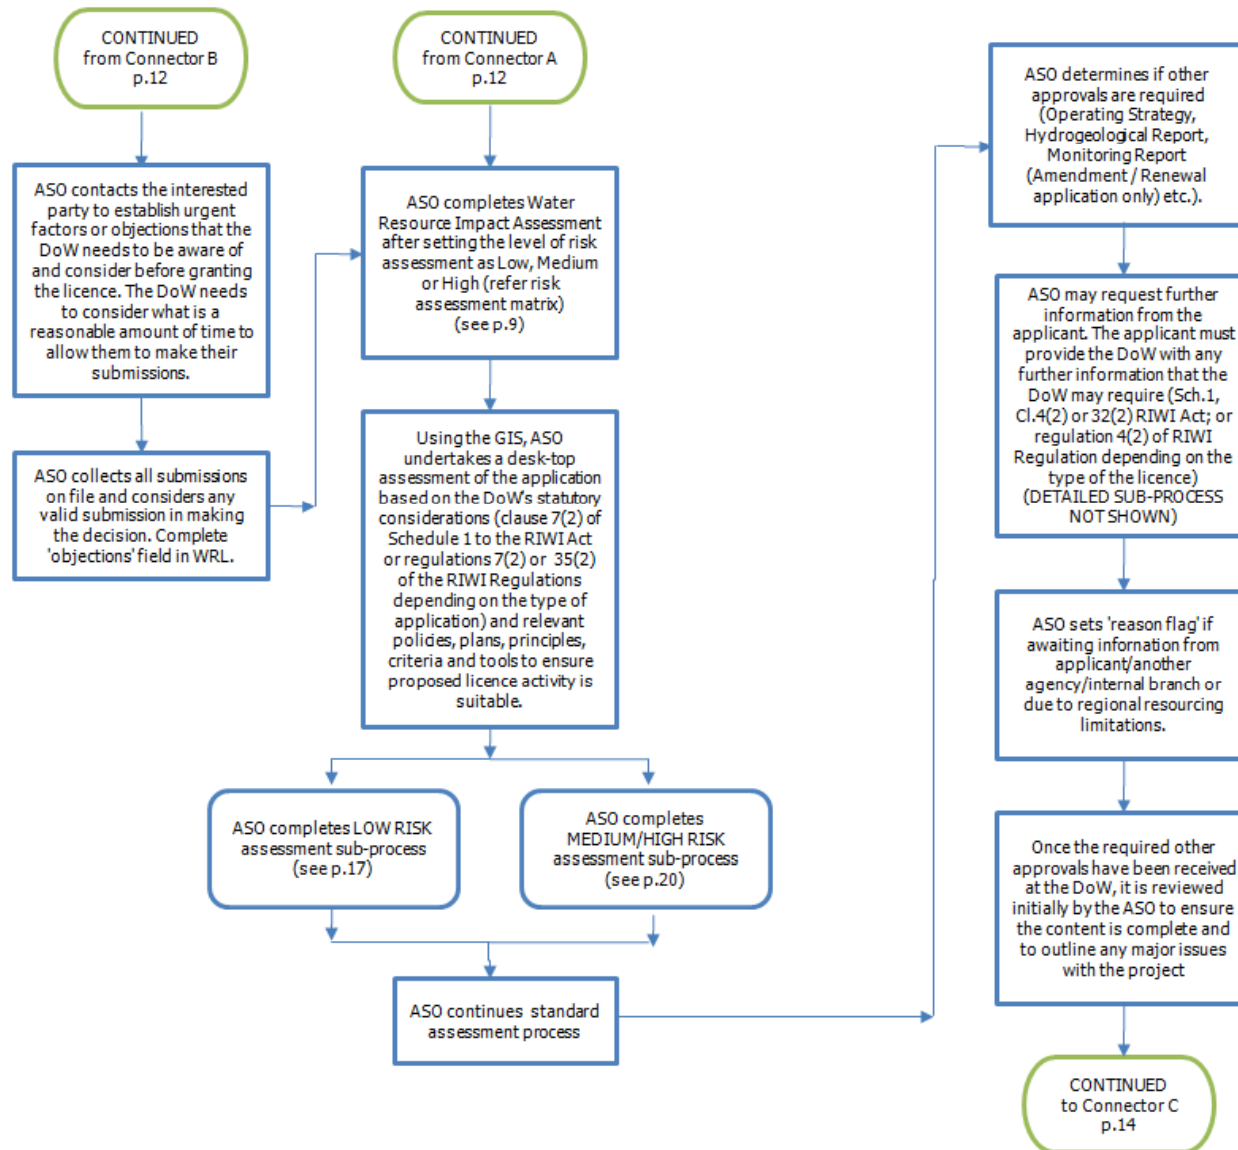 CONTINUED
from Connector B
p.12
ASO contacts the interested
party to establish urgent
factors or objections that the
DoW needs to be aware of
and consider before granting
the licence. The DoW needs
to consider what is a
reasonable amount of time to
allow them to make their
submissions.
ASO collects all submissions
on file and considers any
valid submission in making
the decision. Complete
'objections' field in WRL.
CONTINUED
from Connector A
p.12
ASO completes Water
Resource Impact Assessment
after setting the level of risk
assessment as Low, Medium
or High (refer risk
assessment matrix)
(see p.9)
Using the GIS, ASO
undertakes a desk-top
assessment of the application
based on the DoW's statutory
considerations (clause 7(2) of
Schedule 1 to the RIWI Act
or regulations 7(2) or 35(2)
of the RIWI Regulations
depending on the type of
application) and relevant
policies, plans, principles,
criteria and tools to ensure
proposed licence activity is
suitable.
ASO completes LOW RISK
assessment sub-process
(see p.17)
ASO completes
MEDIUM/HIGH RISK
assessment sub-process
(see p.20)
ASO continues standard
assessment process
ASO determines if other
approvals are required
(Operating Strategy,
Hydrogeological Report,
Monitoring Report
(Amendment / Renewal
application only) etc.).
ASO may request further
information from the
applicant. The applicant must
provide the DoW with any
further information that the
DoW may require (Sch.1,
Cl.4(2) or 32(2) RIWI Act; or
regulation 4(2) of RIWI
Regulation depending on the
type of the licence)
(DETAILED SUB-PROCESS
NOT SHOWN)
ASO sets 'reason flag' if
awaiting infornation from
applicant/another
agency/internal branch or
due to regional resourcing
limitations.
Once the required other
approvals have been received
at the DoW, it is reviewed
initially by the ASO to ensure
the content is complete and
to outline any major issues
with the project
CONTINUED
to Connector C
p.14